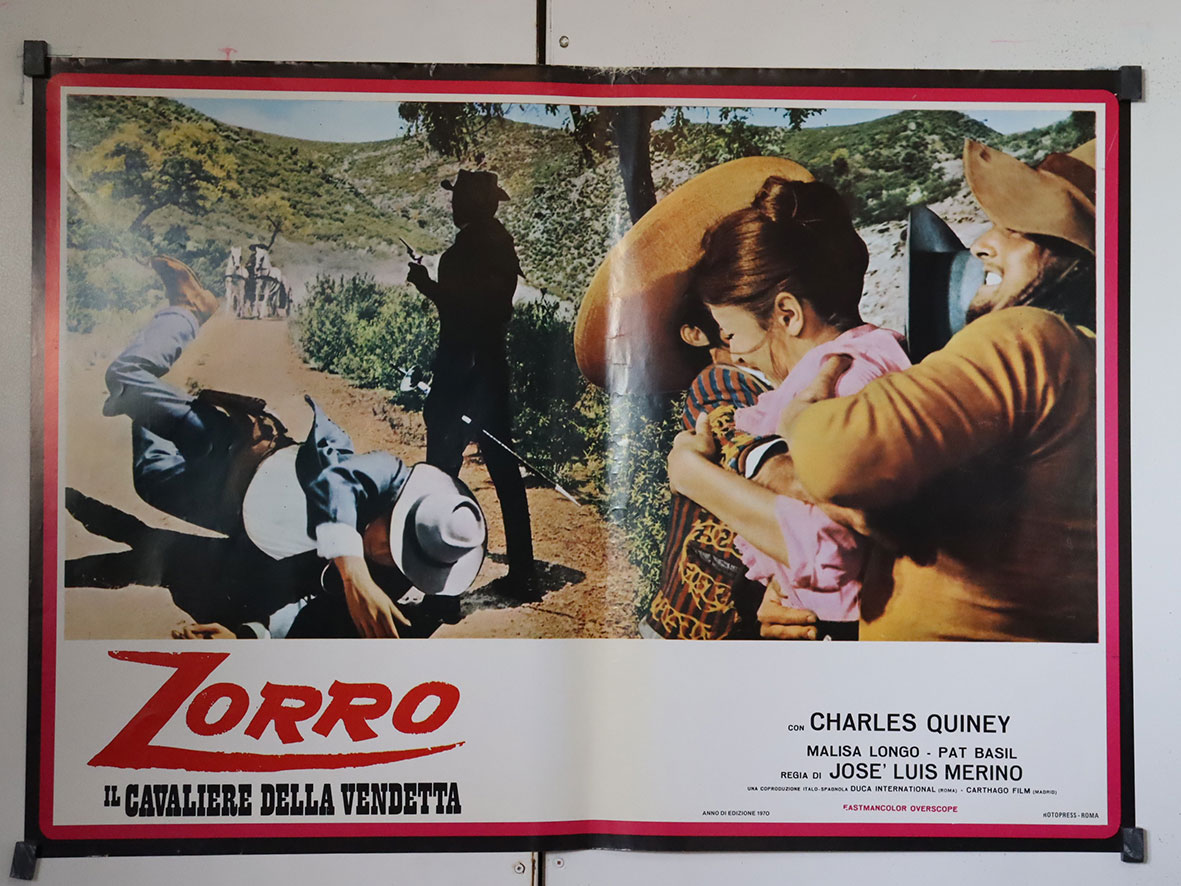 ZORRO
IL CAVALIERE DELLA VENDETTA
CON CHARLES QUINEY
MALISA LONGO - PAT BASIL
REGIA DI JOSE' LUIS MERINO
UNA COPRODUZIONE ITALO-SPAGNOLA DUCA INTERNATIONAL (ROMA) - CARTHAGO FILM (MADRID)
ANNO DI EDIZIONE 1970
EASTMANCOLOR OVERSCOPE
ROTOPRESS-ROMA